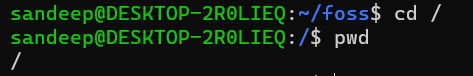 sandeep@DESKTOP-2R0LIEQ:~/foss$ cd /
sandeep@DESKTOP-2R0LIEQ:/$ pwd
/